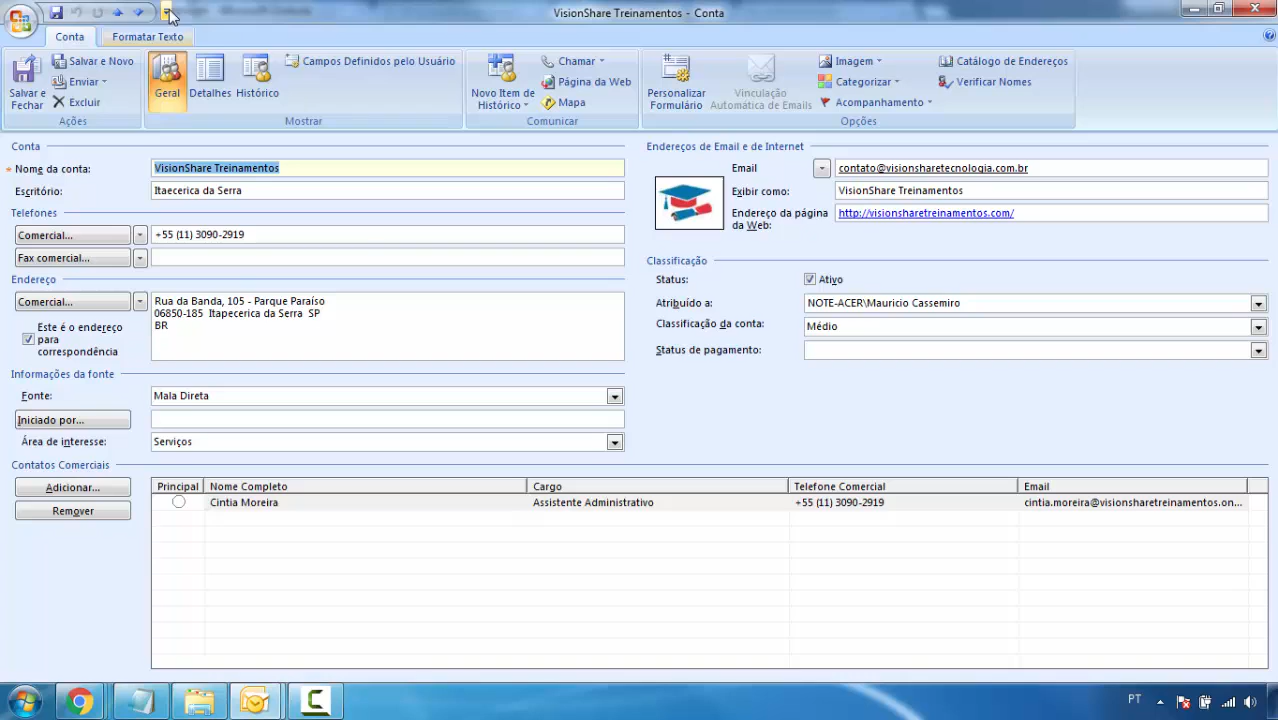 VisionShare Treinamentos - Conta
Conta
Formatar Texto
Salvar e Fechar
Salvar e Novo
Enviar
Excluir
Ações
Geral
Detalhes
Histórico
Campos Definidos pelo Usuário
Mostrar
Novo Item de Histórico
Chamar
Página da Web
Mapa
Comunicar
Personalizar Formulário
Vinculação Automática de Emails
Imagem
Categorizar
Acompanhamento
Catálogo de Endereços
Verificar Nomes
Opções
Conta
Nome da conta: VisionShare Treinamentos
Escritório: Itaecerica da Serra
Telefones
Comercial... +55 (11) 3090-2919
Fax comercial...
Endereço
Comercial...
Rua da Banda, 105 - Parque Paraíso
06850-185 Itapecerica da Serra SP
BR
Este é o endereço
para
correspondência
Informações da fonte
Fonte: Mala Direta
Iniciado por...
Área de interesse: Serviços
Endereços de Email e de Internet
Email contato@visionsharetecnologia.com.br
Exibir como: VisionShare Treinamentos
Endereço da página da Web: http://visionsharetreinamentos.com/
Classificação
Status: Ativo
Atribuído a: NOTE-ACER\Mauricio Cassemiro
Classificação da conta: Médio
Status de pagamento:
Contatos Comerciais
Adicionar...
Remover
Principal Nome Completo Cargo Telefone Comercial Email
Cintia Moreira Assistente Administrativo +55 (11) 3090-2919 cintia.moreira@visionsharetreinamentos.on...
PT